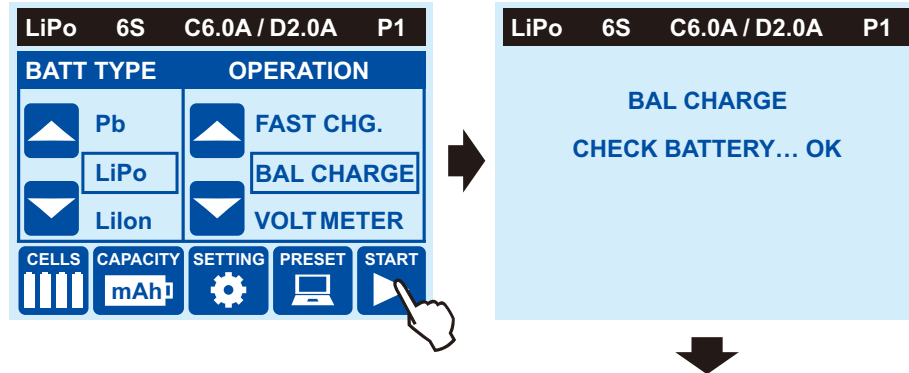 LiPo 6S C6.0A / D2.0A P1
BATT TYPE OPERATION
Pb FAST CHG.
LiPo BAL CHARGE
LiIon VOLT METER
CELLS CAPACITY SETTING PRESET START
mAh
LiPo 6S C6.0A / D2.0A P1
BAL CHARGE
CHECK BATTERY... OK